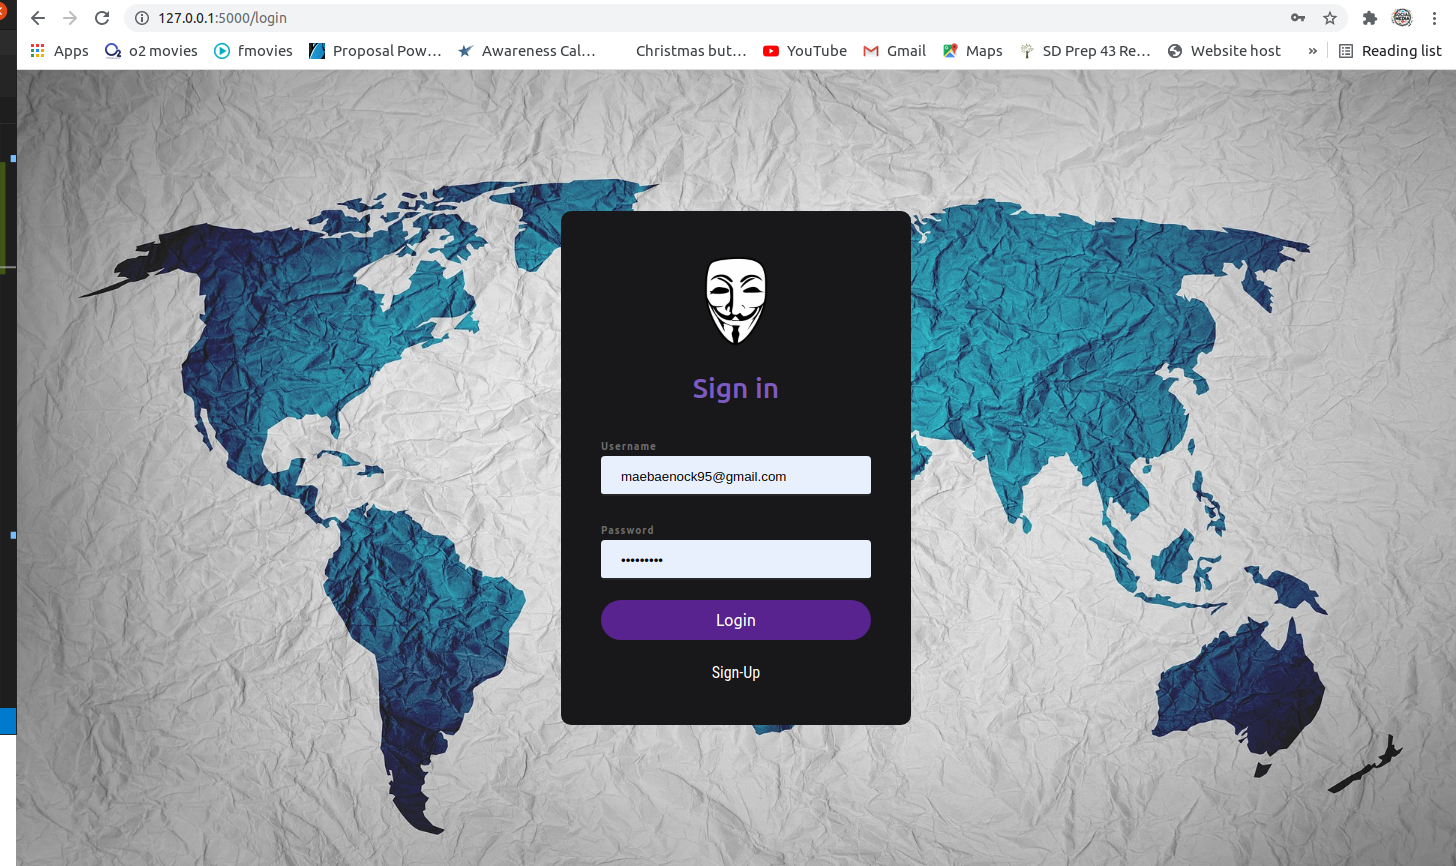 127.0.0.1:5000/login
Apps o2 movies fmovies Proposal Pow… Awareness Cal… Christmas but… YouTube Gmail Maps SD Prep 43 Re… Website host » Reading list
Sign in
Username
maebaenock95@gmail.com
Password
•••••••••
Login
Sign-Up